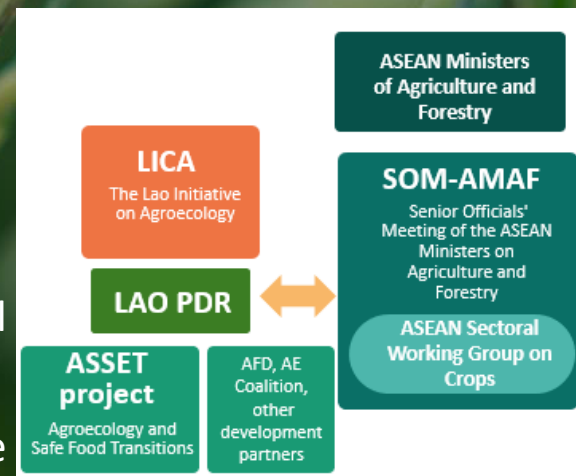 ASEAN Ministers
of Agriculture and
Forestry
LICA
The Lao Initiative
on Agroecology
SOM-AMAF
Senior Officials'
Meeting of the ASEAN
Ministers on
Agriculture and
Forestry
ASEAN Sectoral
Working Group on
Crops
LAO PDR
ASSET
project
Agroecology and
Safe Food Transitions
AFD, AE
Coalition,
other
development
partners